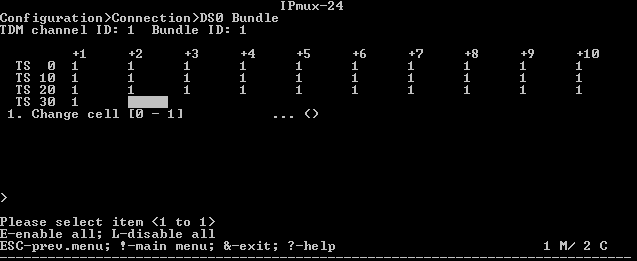 IPmux-24
Configuration>Connection>DS0 Bundle
TDM channel ID: 1 Bundle ID: 1
+1 +2 +3 +4 +5 +6 +7 +8 +9 +10
TS 0 1 1 1 1 1 1 1 1 1 1
TS 10 1 1 1 1 1 1 1 1 1 1
TS 20 1 1 1 1 1 1 1 1 1 1
TS 30 1
1. Change cell [0 - 1] ... ()
>
Please select item <1 to 1>
E-enable all; L-disable all
ESC-prev.menu; !-main menu; &-exit; ?-help 1 M/ 2 C